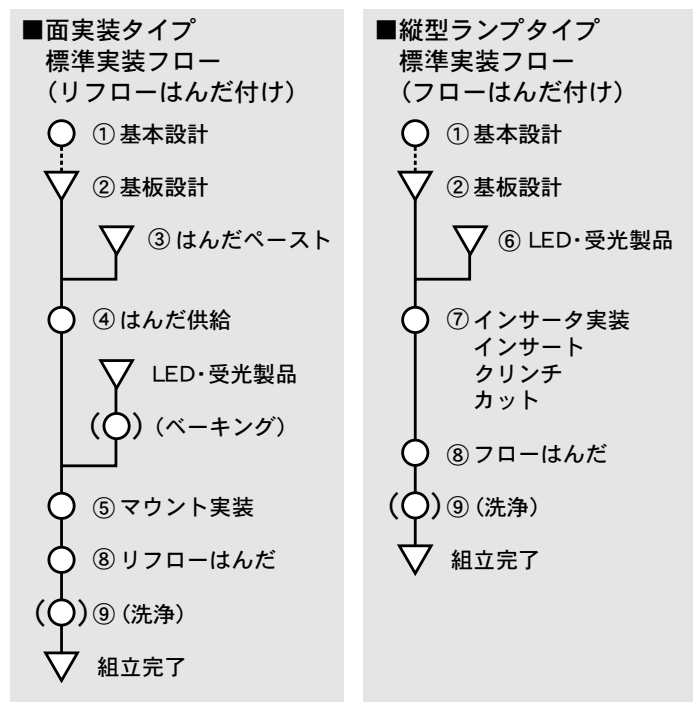 ■面実装タイプ
標準実装フロー
（リフローはんだ付け）
①基本設計
②基板設計
③はんだペースト
④はんだ供給
LED・受光製品
（ベーキング）
⑤マウント実装
⑧リフローはんだ
⑨（洗浄）
組立完了
■縦型ランプタイプ
標準実装フロー
（フローはんだ付け）
①基本設計
②基板設計
⑥LED・受光製品
⑦インサータ実装
インサート
クリンチ
カット
⑧フローはんだ
⑨（洗浄）
組立完了